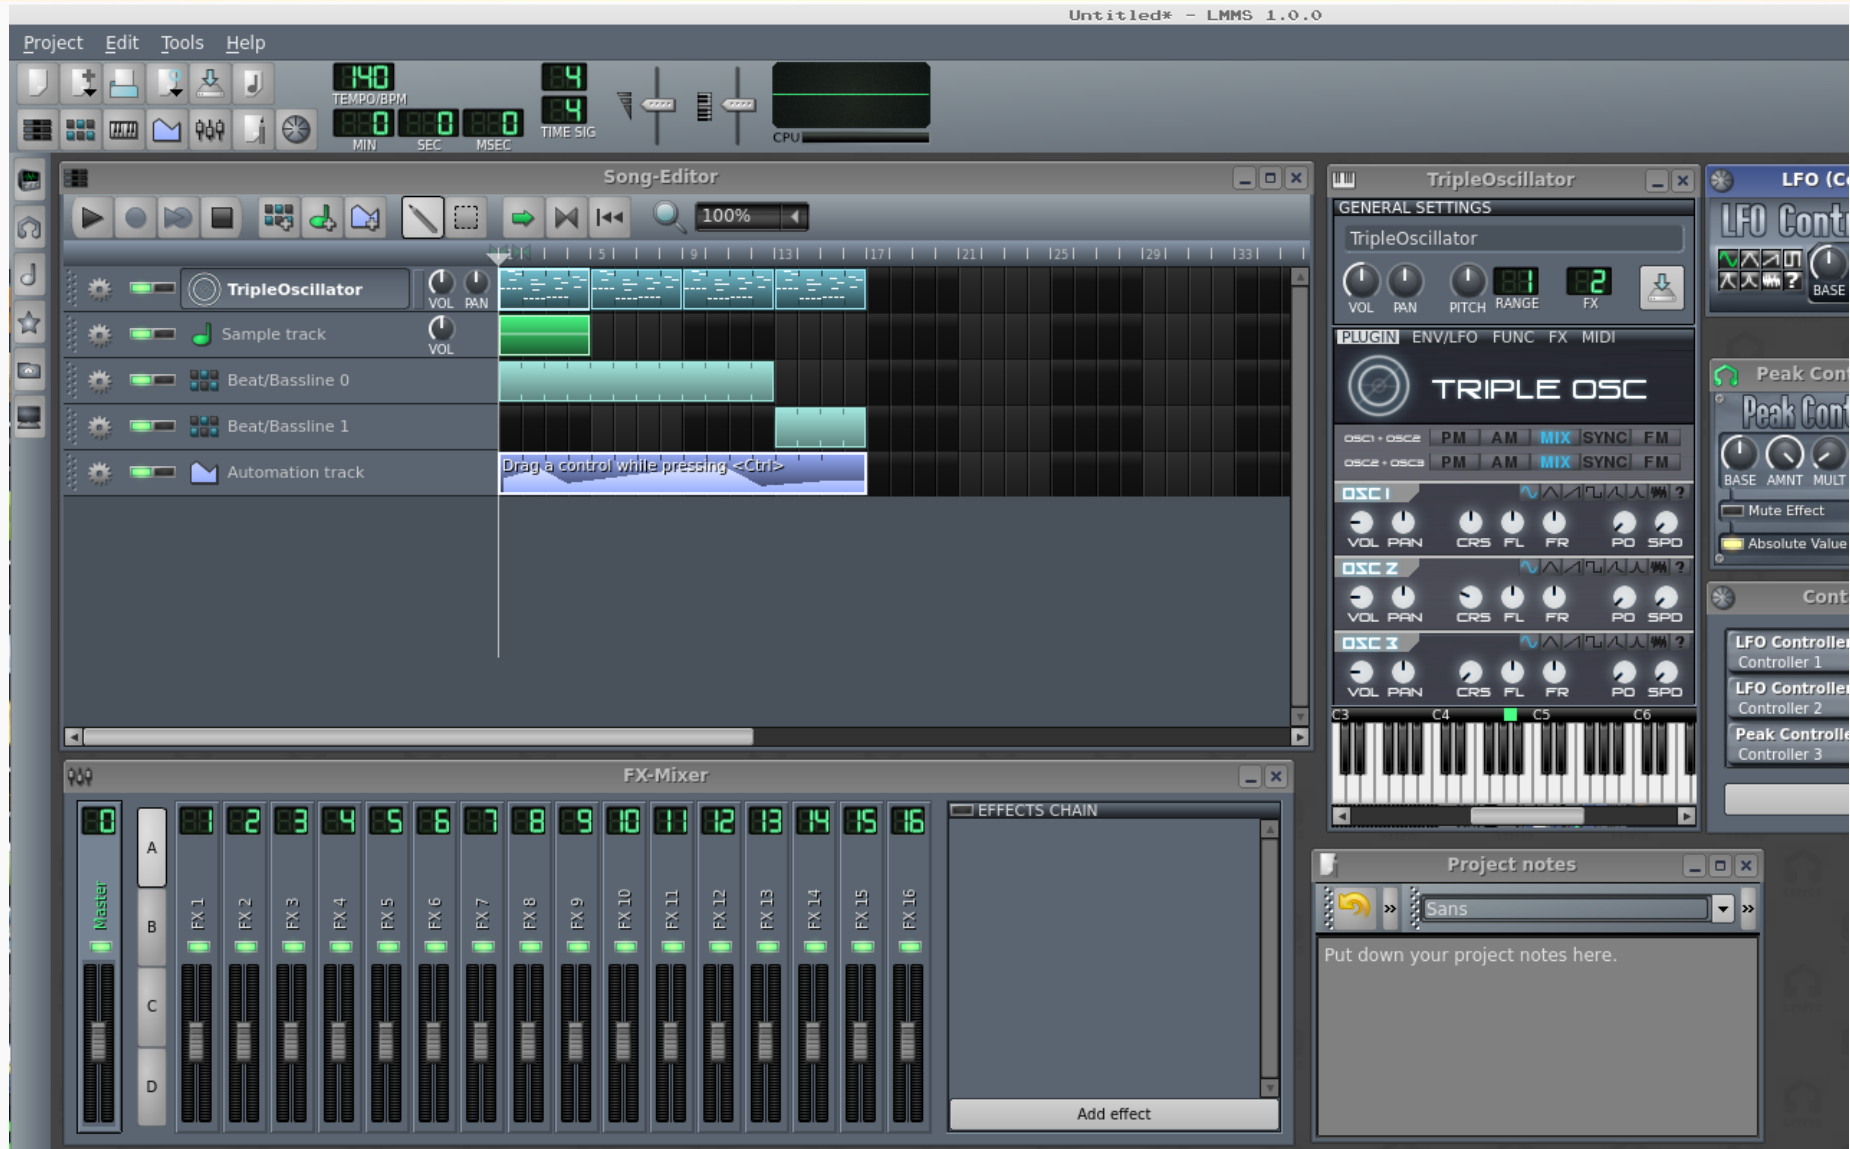 Untitled* - LMMS 1.0.0
Project Edit Tools Help
140
TEMPO/BPM
4
4
TIME SIG
0 0 0
MIN SEC MSEC
CPU
Song-Editor
100%
5 9 13 17 21 25 29 33
TripleOscillator
VOL PAN
Sample track
VOL
Beat/Bassline 0
Beat/Bassline 1
Automation track
Drag a control while pressing <Ctrl>
TripleOscillator
GENERAL SETTINGS
TripleOscillator
1 2
VOL PAN PITCH RANGE FX
PLUGIN ENV/LFO FUNC FX MIDI
TRIPLE OSC
OSC1 + OSC2 PM AM MIX SYNC FM
OSC2 + OSC3 PM AM MIX SYNC FM
OSC 1
VOL PAN CRS FL FR PO SPD
OSC 2
VOL PAN CRS FL FR PO SPD
OSC 3
VOL PAN CRS FL FR PO SPD
C3 C4 C5 C6
LFO (Co
LFO Contr
BASE
Peak Cont
Peak Cont
BASE AMNT MULT
Mute Effect
Absolute Value
Cont
LFO Controller
Controller 1
LFO Controller
Controller 2
Peak Controlle
Controller 3
FX-Mixer
0 1 2 3 4 5 6 7 8 9 10 11 12 13 14 15 16
A
B
C
D
Master FX 1 FX 2 FX 3 FX 4 FX 5 FX 6 FX 7 FX 8 FX 9 FX 10 FX 11 FX 12 FX 13 FX 14 FX 15 FX 16
EFFECTS CHAIN
Add effect
Project notes
» Sans »
Put down your project notes here.